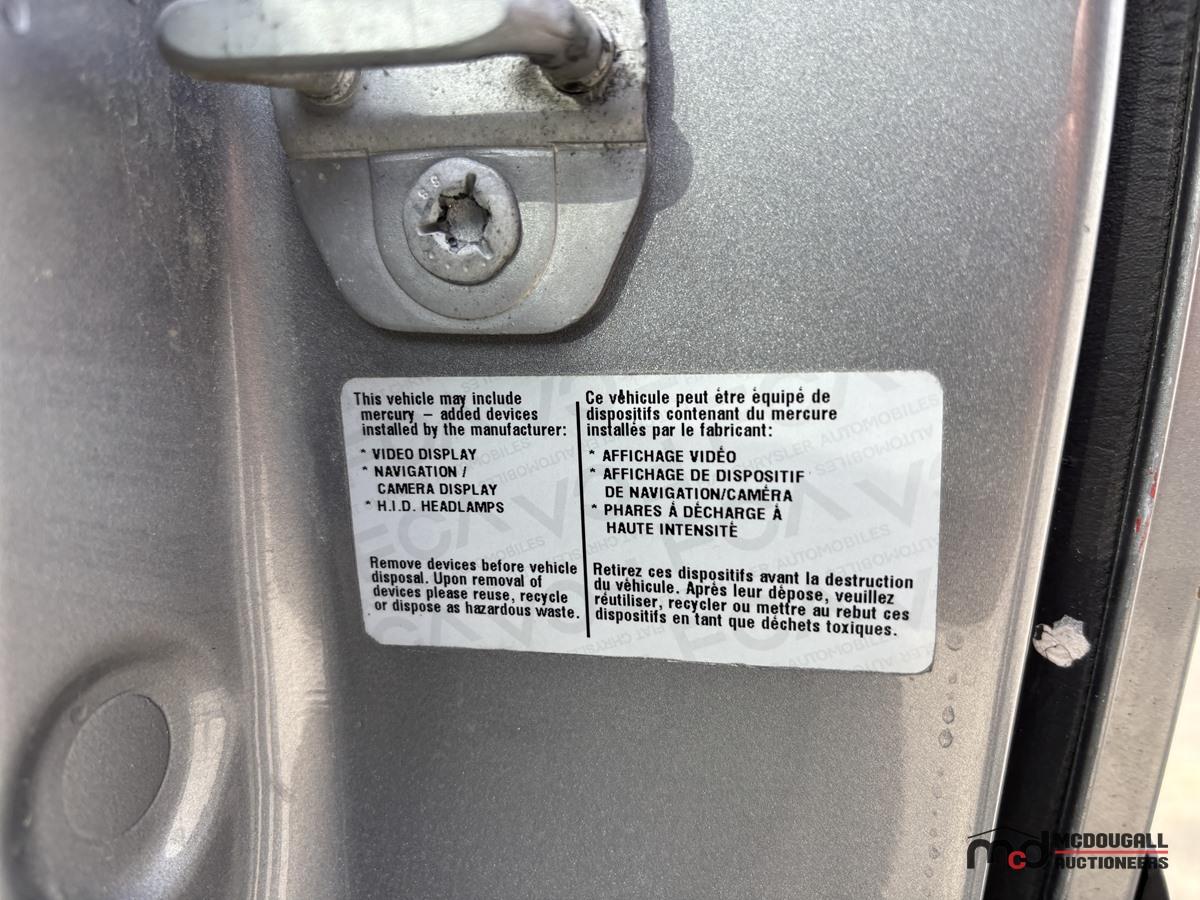 This vehicle may include
mercury – added devices
installed by the manufacturer:
* VIDEO DISPLAY
* NAVIGATION /
CAMERA DISPLAY
* H.I.D. HEADLAMPS
Remove devices before vehicle
disposal. Upon removal of
devices please reuse, recycle
or dispose as hazardous waste.
Ce véhicule peut être équipé de
dispositifs contenant du mercure
installés par le fabricant:
* AFFICHAGE VIDÉO
* AFFICHAGE DE DISPOSITIF
DE NAVIGATION/CAMÉRA
* PHARES À DÉCHARGE À
HAUTE INTENSITÉ
Retirez ces dispositifs avant la destruction
du véhicule. Après leur dépose, veuillez
réutiliser, recycler ou mettre au rebut ces
dispositifs en tant que déchets toxiques.
mcd MCDOUGALL
AUCTIONEERS